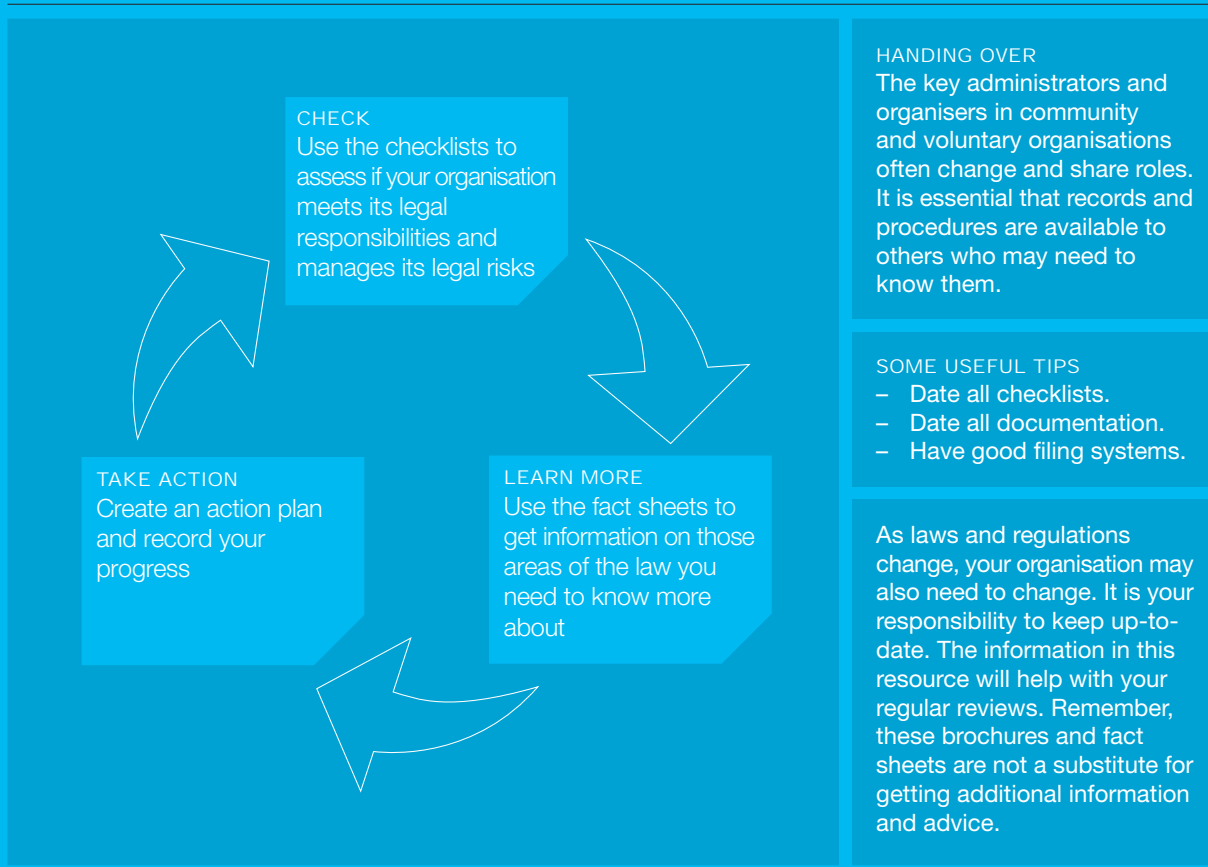 CHECK
Use the checklists to
assess if your organisation
meets its legal
responsibilities and
manages its legal risks
TAKE ACTION
Create an action plan
and record your
progress
LEARN MORE
Use the fact sheets to
get information on those
areas of the law you
need to know more
about
HANDING OVER
The key administrators and
organisers in community
and voluntary organisations
often change and share roles.
It is essential that records and
procedures are available to
others who may need to
know them.
SOME USEFUL TIPS
– Date all checklists.
– Date all documentation.
– Have good filing systems.
As laws and regulations
change, your organisation may
also need to change. It is your
responsibility to keep up-to-
date. The information in this
resource will help with your
regular reviews. Remember,
these brochures and fact
sheets are not a substitute for
getting additional information
and advice.